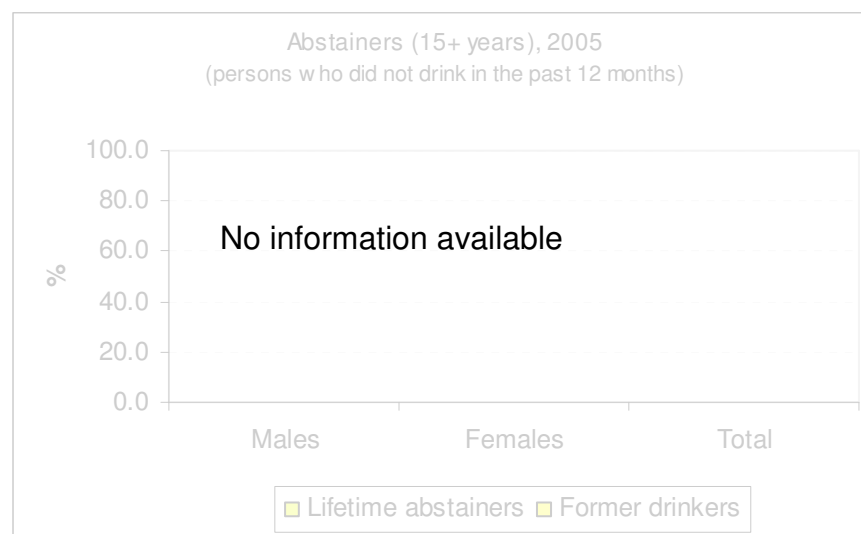 Abstainers (15+ years), 2005
(persons who did not drink in the past 12 months)
100.0
80.0
No information available
60.0
%
40.0
20.0
0.0
Males Females Total
Lifetime abstainers Former drinkers